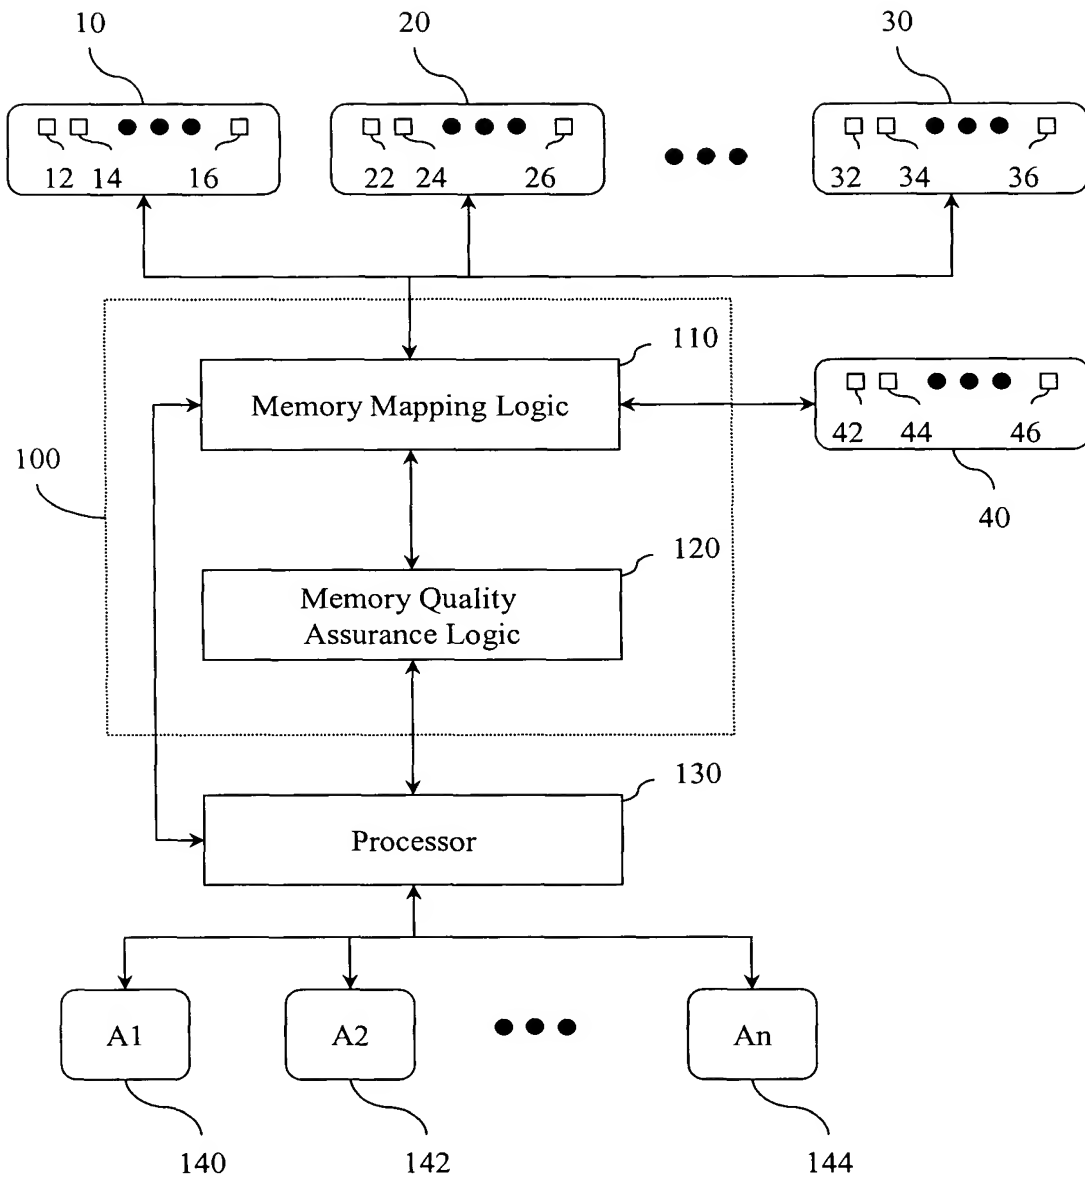 10
20
30
12 14 16
22 24 26
32 34 36
110
Memory Mapping Logic
42 44 46
100
40
120
Memory Quality
Assurance Logic
130
Processor
A1
A2
An
140
142
144